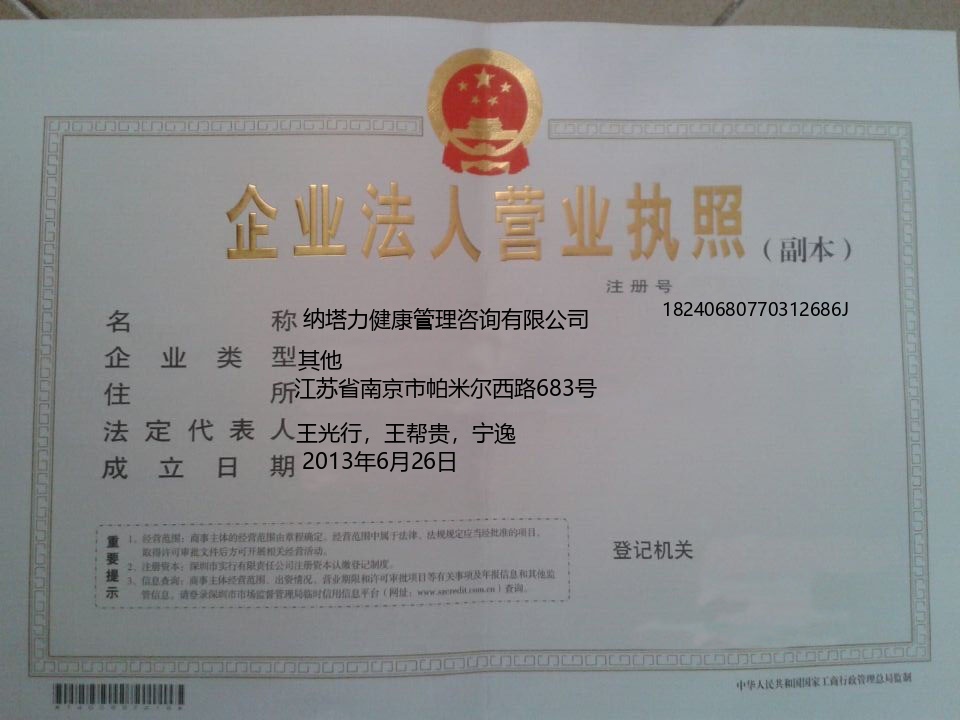 企业法人营业执照
（副本）
注册号
18240680770312686J
名称 纳塔力健康管理咨询有限公司
企业类型 其他
住所 江苏省南京市帕米尔西路683号
法定代表人 王光行，王帮贵，宁逸
成立日期 2013年6月26日
重要提示
1、经营范围：商事主体的经营范围由章程确定。经营范围中属于法律、法规规定应当经批准的项目，
取得许可审批文件后方可开展相关经营活动。
2、注册资本：深圳市实行有限责任公司注册资本认缴登记制度。
3、信息查询：商事主体经营范围、出资情况、营业期限和许可审批项目等有关事项及年报信息和其他监
管信息，请登录深圳市市场监督管理局临时信用信息平台（网址：www.szcredit.com.cn）查询。
登记机关
中华人民共和国国家工商行政管理总局监制